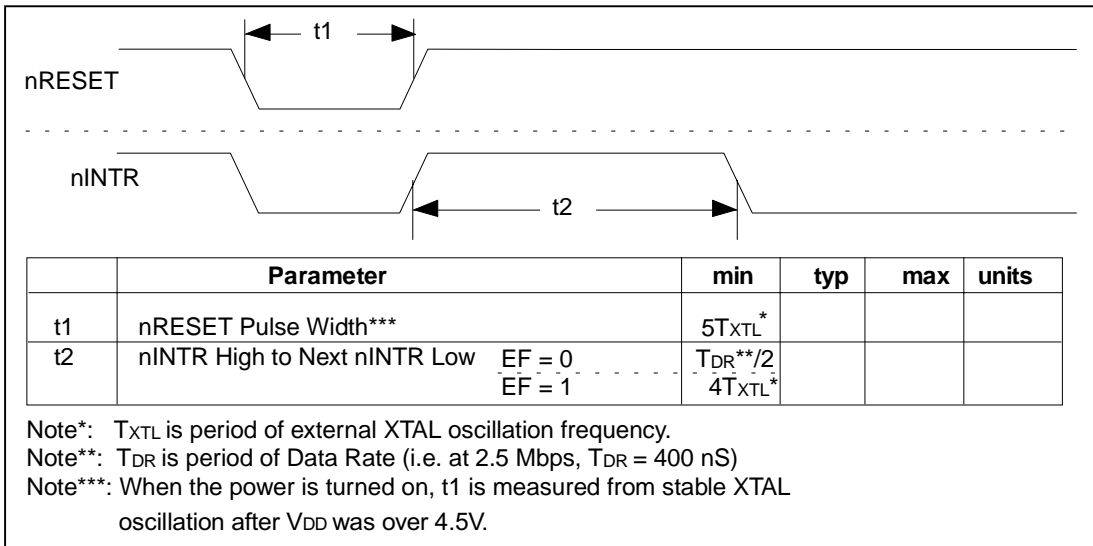 t1
nRESET
nINTR
t2
Parameter min typ max units
t1 nRESET Pulse Width*** 5TXTL*
t2 nINTR High to Next nINTR Low EF = 0 TDR**/2
EF = 1 4TXTL*
Note*: TXTL is period of external XTAL oscillation frequency.
Note**: TDR is period of Data Rate (i.e. at 2.5 Mbps, TDR = 400 nS)
Note***: When the power is turned on, t1 is measured from stable XTAL
oscillation after VDD was over 4.5V.